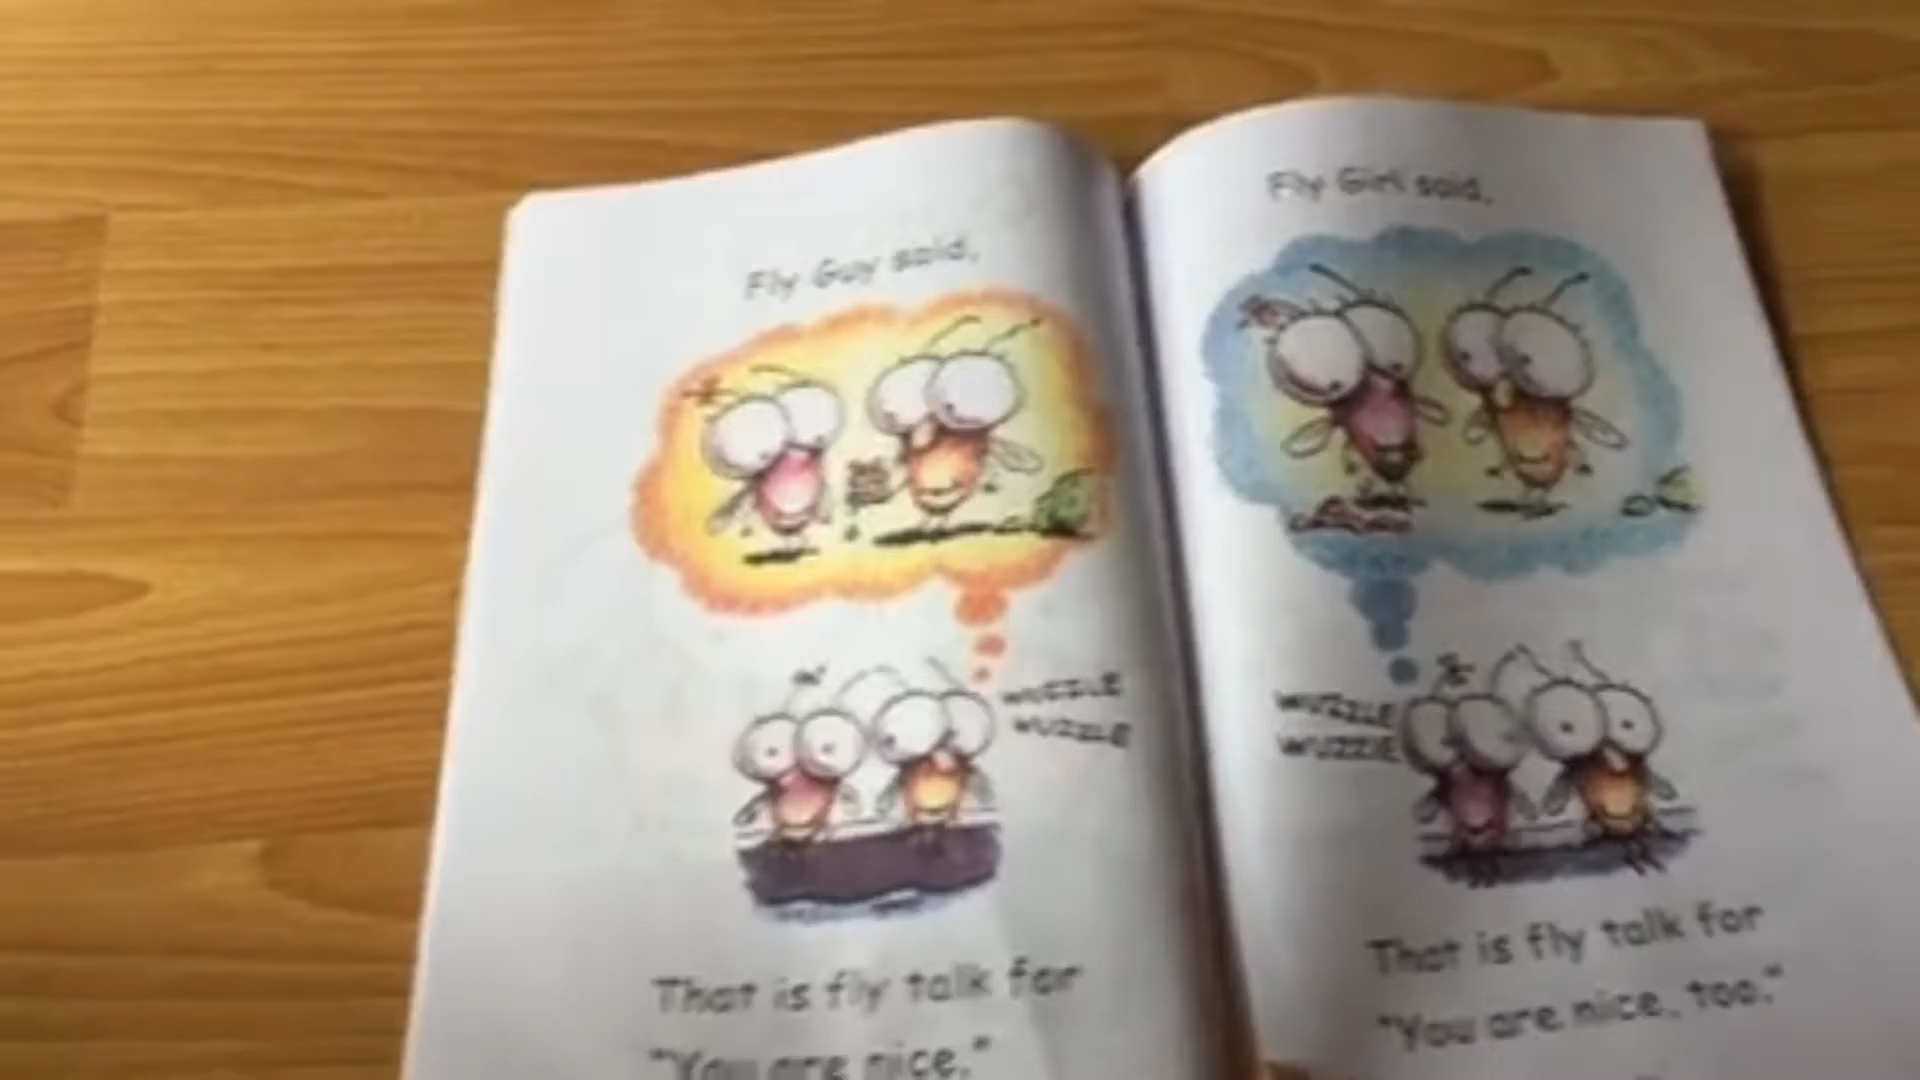 Fly Guy said,
WUZZLE
WUZZLE
That is fly talk for
"You are nice."
Fly Girl said,
WUZZLE
WUZZLE
That is fly talk for
"You are nice, too."